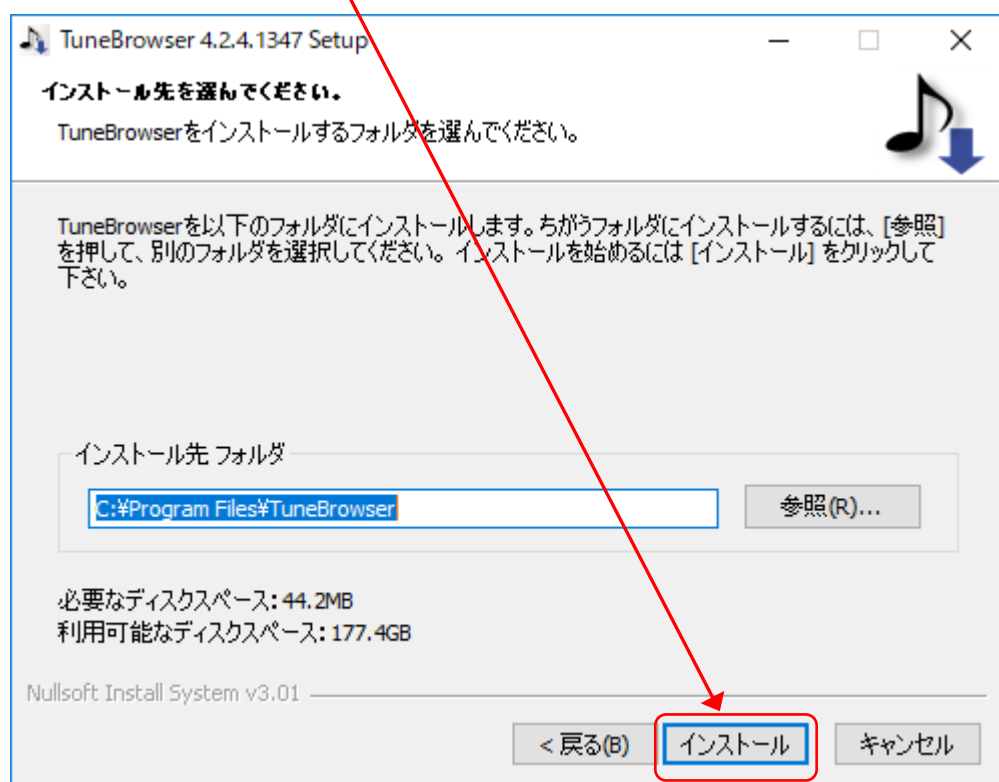 TuneBrowser 4.2.4.1347 Setup
インストール先を選んでください。
TuneBrowserをインストールするフォルダを選んでください。
TuneBrowserを以下のフォルダにインストールします。ちがうフォルダにインストールするには、[参照]
を押して、別のフォルダを選択してください。インストールを始めるには [インストール] をクリックして
下さい。
インストール先 フォルダ
C:¥Program Files¥TuneBrowser
参照(R)...
必要なディスクスペース: 44.2MB
利用可能なディスクスペース: 177.4GB
Nullsoft Install System v3.01
< 戻る(B)
インストール
キャンセル